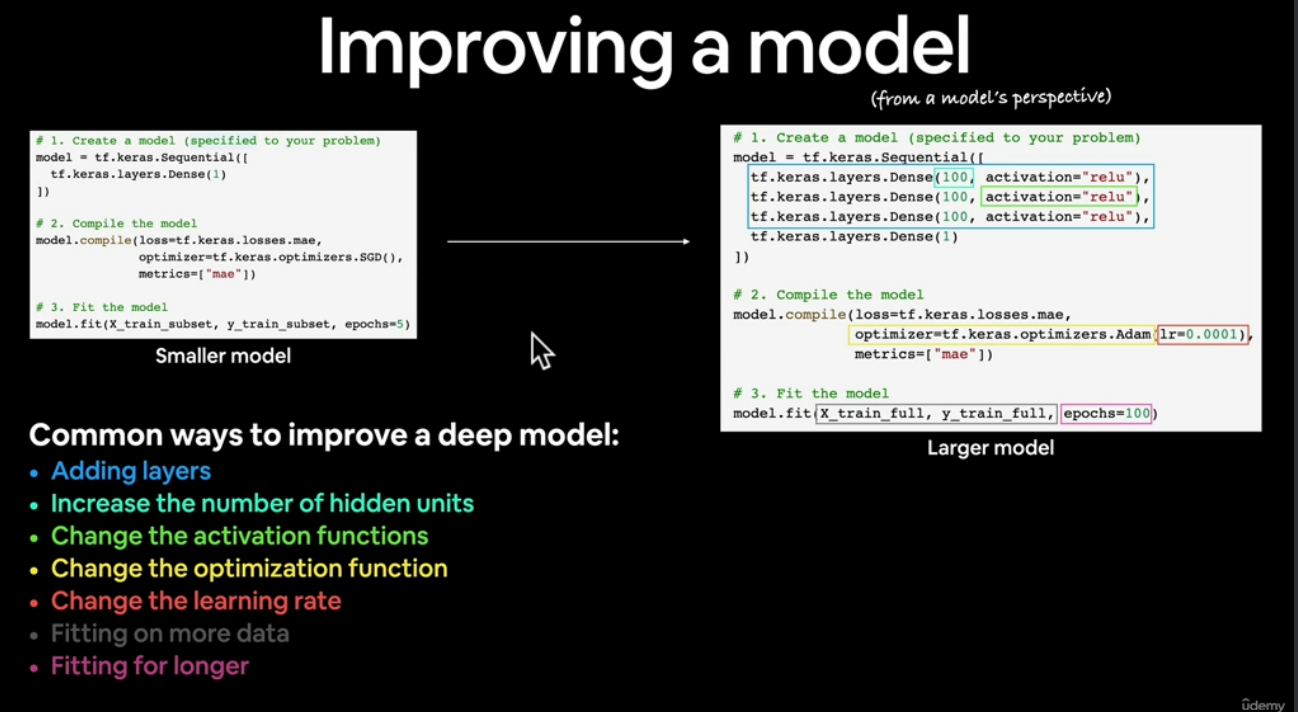 Improving a model
(from a model's perspective)
# 1. Create a model (specified to your problem)
model = tf.keras.Sequential([
  tf.keras.layers.Dense(1)
])
# 2. Compile the model
model.compile(loss=tf.keras.losses.mae,
              optimizer=tf.keras.optimizers.SGD(),
              metrics=["mae"])
# 3. Fit the model
model.fit(X_train_subset, y_train_subset, epochs=5)
Smaller model
# 1. Create a model (specified to your problem)
model = tf.keras.Sequential([
  tf.keras.layers.Dense(100, activation="relu"),
  tf.keras.layers.Dense(100, activation="relu"),
  tf.keras.layers.Dense(100, activation="relu"),
  tf.keras.layers.Dense(1)
])
# 2. Compile the model
model.compile(loss=tf.keras.losses.mae,
              optimizer=tf.keras.optimizers.Adam(lr=0.0001),
              metrics=["mae"])
# 3. Fit the model
model.fit(X_train_full, y_train_full, epochs=100)
Larger model
Common ways to improve a deep model:
• Adding layers
• Increase the number of hidden units
• Change the activation functions
• Change the optimization function
• Change the learning rate
• Fitting on more data
• Fitting for longer
ûdemy